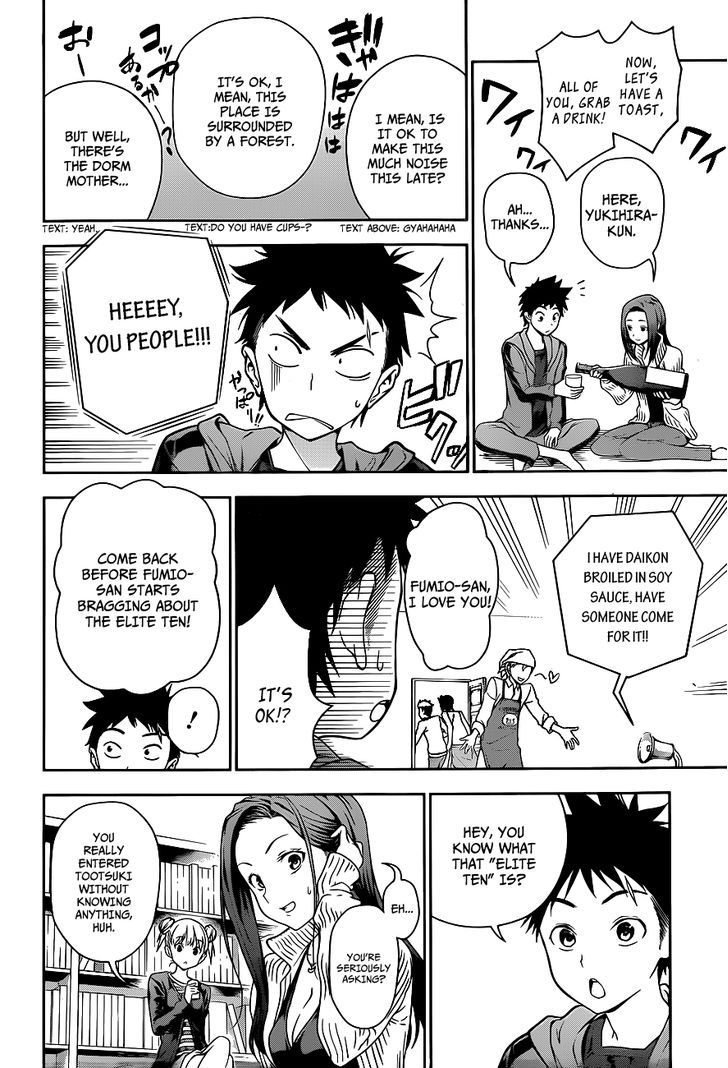 NOW,
LET'S
HAVE A
TOAST,
ALL OF
YOU, GRAB
A DRINK!
ワイ
ワイ
HERE,
YUKIHIRA-
KUN.
AH...
THANKS...
I MEAN, IS
IT OK TO
MAKE THIS
MUCH NOISE
THIS LATE?
ぎゃははは
IT'S OK, I
MEAN, THIS
PLACE IS
SURROUNDED
BY A FOREST.
コップ
あるかー?
BUT WELL,
THERE'S
THE DORM
MOTHER...
おー
TEXT ABOVE: GYAHAHAHA
TEXT:DO YOU HAVE CUPS-?
TEXT: YEAH.
HEEEEY,
YOU PEOPLE!!!
ビクッ
やっぱ!!
I HAVE DAIKON
BROILED IN SOY
SAUCE, HAVE
SOMEONE COME
FOR IT!!
FUMIO-SAN,
I LOVE YOU!
IT'S
OK!?
COME BACK
BEFORE FUMIO-
SAN STARTS
BRAGGING ABOUT
THE ELITE TEN!
!
HEY, YOU
KNOW WHAT
THAT "ELITE
TEN" IS?
EH...
YOU'RE
SERIOUSLY
ASKING?
YOU
REALLY
ENTERED
TOOTSUKI
WITHOUT
KNOWING
ANYTHING,
HUH.